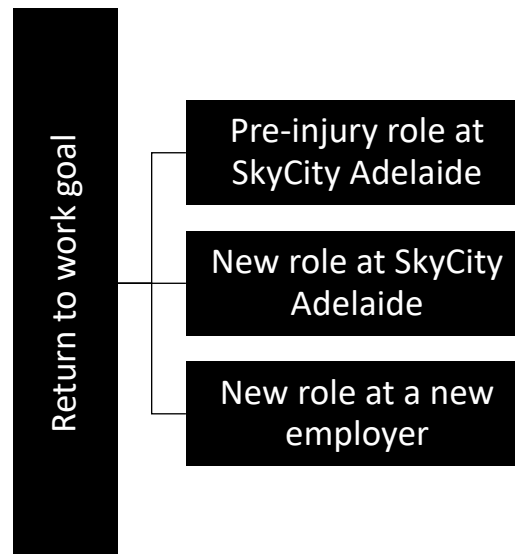 Return to work goal
Pre-injury role at
SkyCity Adelaide
New role at SkyCity
Adelaide
New role at a new
employer